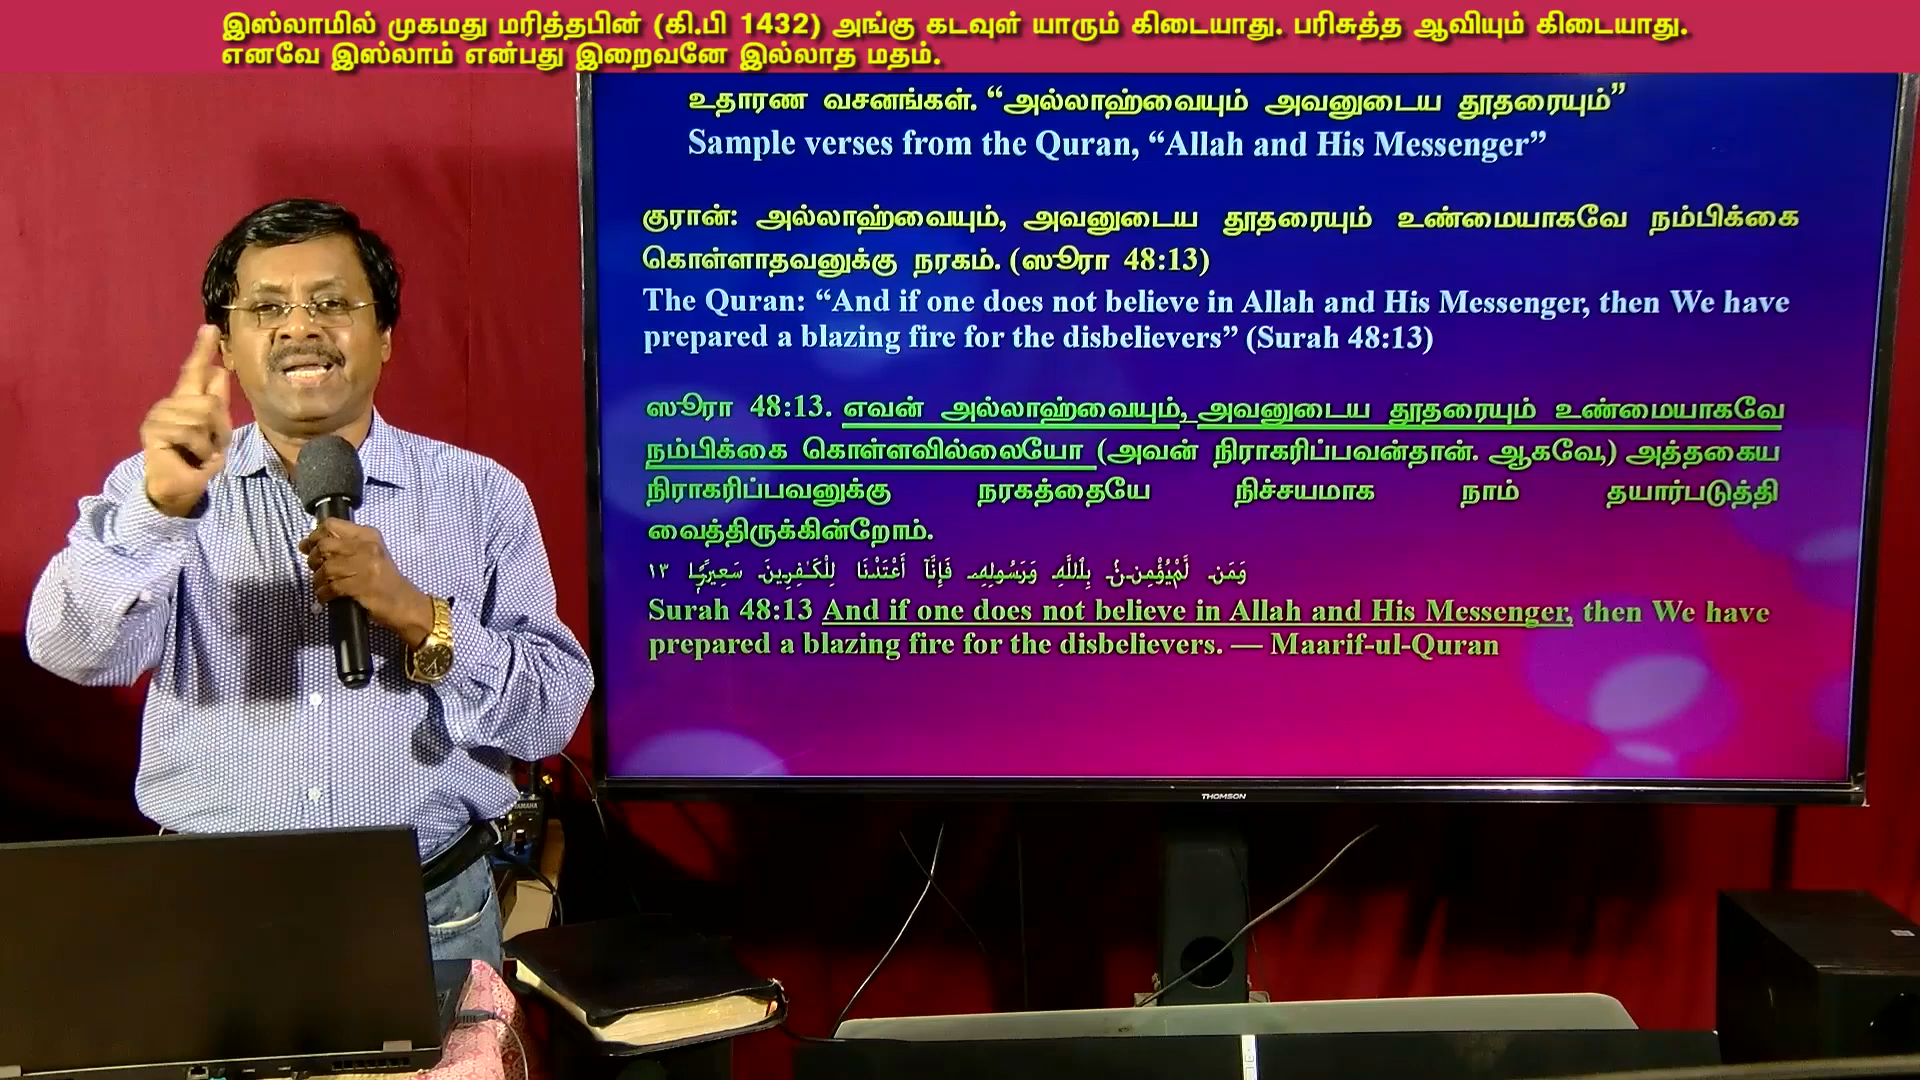 இஸ்லாமில் முகமது மரித்தபின் (கி.பி 1432) அங்கு கடவுள் யாரும் கிடையாது. பரிசுத்த ஆவியும் கிடையாது.
எனவே இஸ்லாம் என்பது இறைவனே இல்லாத மதம்.
உதாரண வசனங்கள். “அல்லாஹ்வையும் அவனுடைய தூதரையும்”
Sample verses from the Quran, “Allah and His Messenger”
குரான்: அல்லாஹ்வையும், அவனுடைய தூதரையும் உண்மையாகவே நம்பிக்கை
கொள்ளாதவனுக்கு நரகம். (ஸூரா 48:13)
The Quran: “And if one does not believe in Allah and His Messenger, then We have
prepared a blazing fire for the disbelievers” (Surah 48:13)
ஸூரா 48:13. எவன் அல்லாஹ்வையும், அவனுடைய தூதரையும் உண்மையாகவே
நம்பிக்கை கொள்ளவில்லையோ (அவன் நிராகரிப்பவன்தான். ஆகவே,) அத்தகைய
நிராகரிப்பவனுக்கு நரகத்தையே நிச்சயமாக நாம் தயார்படுத்தி
வைத்திருக்கின்றோம்.
وَمَن لَّمْ يُؤْمِنۢ بِٱللَّهِ وَرَسُولِهِۦ فَإِنَّآ أَعْتَدْنَا لِلْكَـٰفِرِينَ سَعِيرًۭا ١٣
Surah 48:13 And if one does not believe in Allah and His Messenger, then We have
prepared a blazing fire for the disbelievers. — Maarif-ul-Quran
THOMSON
YAMAHA